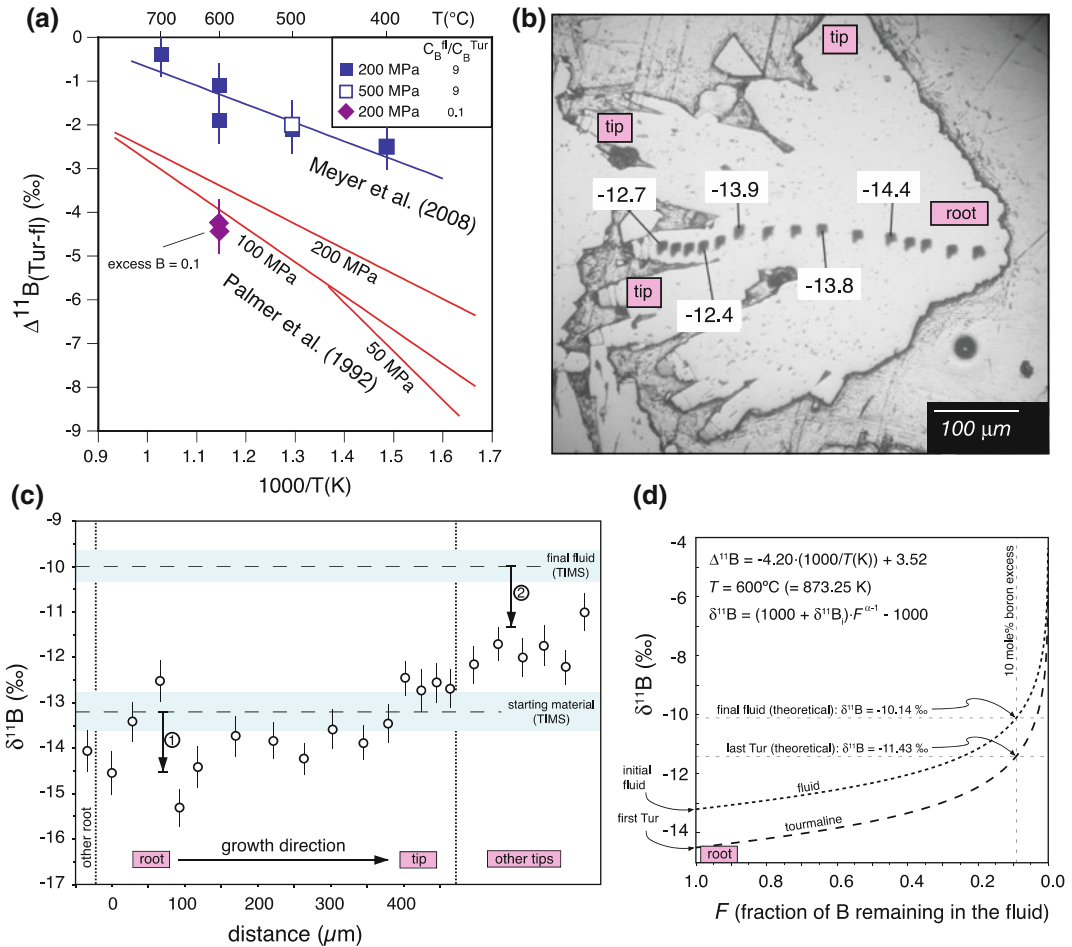 (a)
700 600 500 400 T(°C)
0
-1
-2
-3
-4
-5
-6
-7
-8
-9
Δ¹¹B(Tur-fl) (‰)
C_B^fl/C_B^Tur
200 MPa 9
500 MPa 9
200 MPa 0.1
Meyer et al. (2008)
200 MPa
100 MPa
50 MPa
Palmer et al. (1992)
excess B = 0.1
0.9 1 1.1 1.2 1.3 1.4 1.5 1.6 1.7
1000/T(K)
(b)
tip
tip
-12.7
-13.9
-14.4
root
tip
-13.8
-12.4
100 µm
(c)
-9
-10
-11
-12
-13
-14
-15
-16
-17
δ¹¹B (‰)
final fluid
(TIMS)
2
starting material
(TIMS)
1
other root
root
growth direction
tip
other tips
0 100 200 300 400
distance (µm)
(d)
-4
-6
-8
-10
-12
-14
δ¹¹B (‰)
Δ¹¹B = -4.20·(1000/T(K)) + 3.52
T = 600°C (= 873.25 K)
δ¹¹B = (1000 + δ¹¹Bᵢ)·F^α-1 - 1000
10 mole% boron excess
final fluid (theoretical): δ¹¹B = -10.14 ‰
last Tur (theoretical): δ¹¹B = -11.43 ‰
initial
fluid
fluid
first Tur
tourmaline
root
1.0 0.8 0.6 0.4 0.2 0.0
F (fraction of B remaining in the fluid)